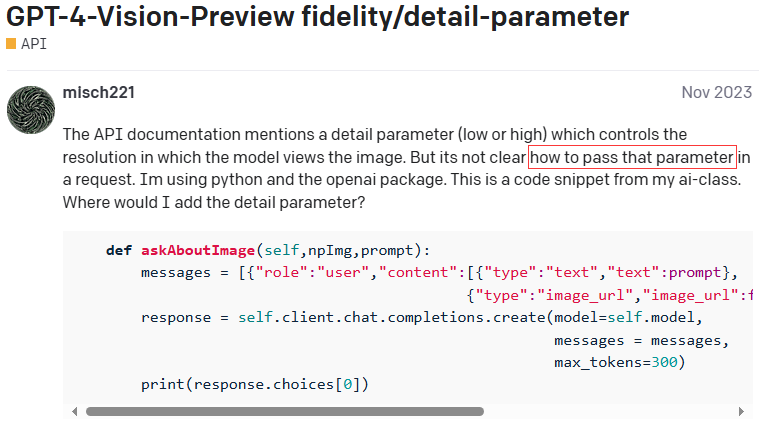 GPT-4-Vision-Preview fidelity/detail-parameter
API
misch221 Nov 2023
The API documentation mentions a detail parameter (low or high) which controls the
resolution in which the model views the image. But its not clear how to pass that parameter in
a request. Im using python and the openai package. This is a code snippet from my ai-class.
Where would I add the detail parameter?
def askAboutImage(self,npImg,prompt):
messages = [{"role":"user","content":[{"type":"text","text":prompt},
{"type":"image_url","image_url":f
response = self.client.chat.completions.create(model=self.model,
messages = messages,
max_tokens=300)
print(response.choices[0])